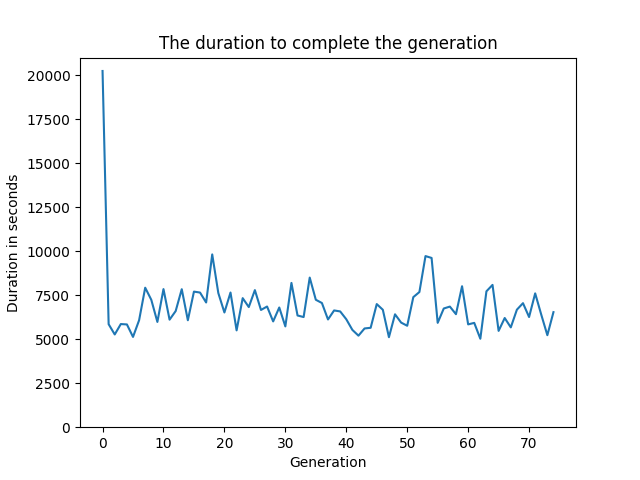 The duration to complete the generation
20000
17500
15000
12500
10000
7500
5000
2500
0
Duration in seconds
0 10 20 30 40 50 60 70
Generation